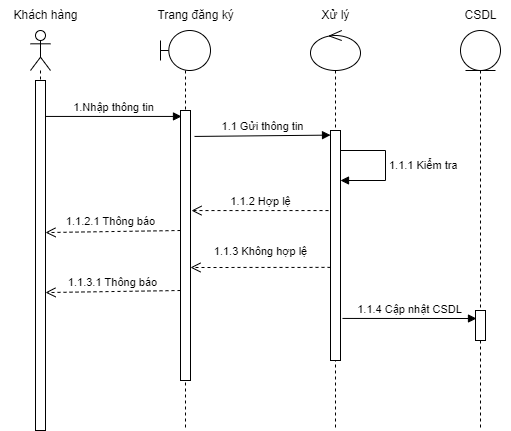 Khách hàng
Trang đăng ký
Xử lý
CSDL
1.Nhập thông tin
1.1 Gửi thông tin
1.1.1 Kiểm tra
1.1.2 Hợp lệ
1.1.2.1 Thông báo
1.1.3 Không hợp lệ
1.1.3.1 Thông báo
1.1.4 Cập nhật CSDL